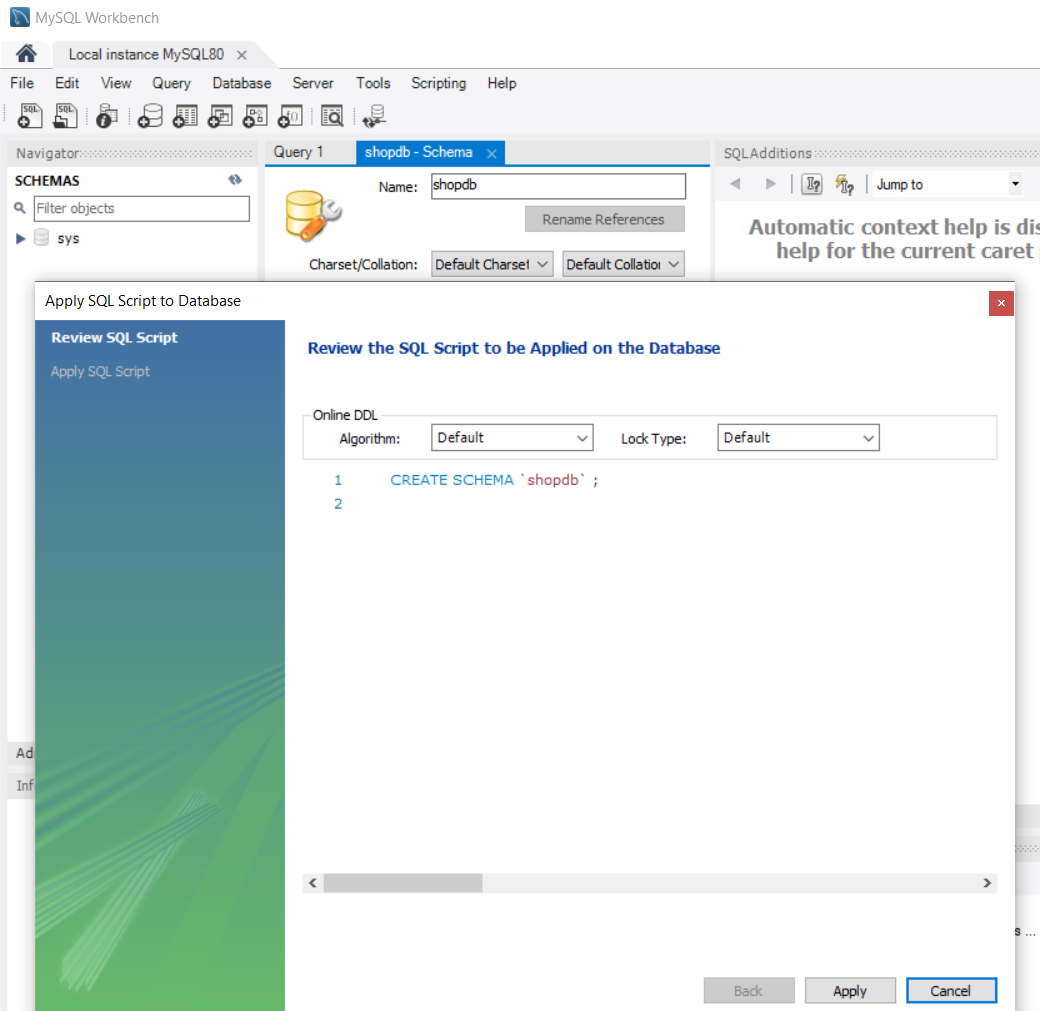 MySQL Workbench
Local instance MySQL80
File Edit View Query Database Server Tools Scripting Help
Navigator
SCHEMAS
Filter objects
sys
Query 1
shopdb - Schema
Name: shopdb
Rename References
Charset/Collation: Default Charset Default Collation
SQLAdditions
Jump to
Automatic context help is dis
help for the current caret
Apply SQL Script to Database
Review SQL Script
Apply SQL Script
Review the SQL Script to be Applied on the Database
Online DDL
Algorithm: Default Lock Type: Default
1 CREATE SCHEMA `shopdb` ;
2
Ad
Inf
s ...
Back Apply Cancel